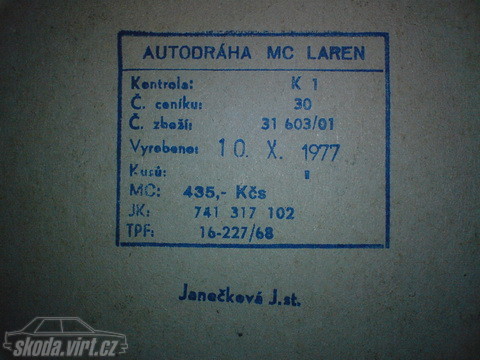 AUTODRÁHA MC LAREN
Kontrola: K 1
Č. ceníku: 30
Č. zboží: 31 603/01
Vyrobeno: 10. X. 1977
Kusů: 1
MC: 435,- Kčs
JK: 741 317 102
TPF: 16-227/68
Janečková J.st.
skoda.virt.cz